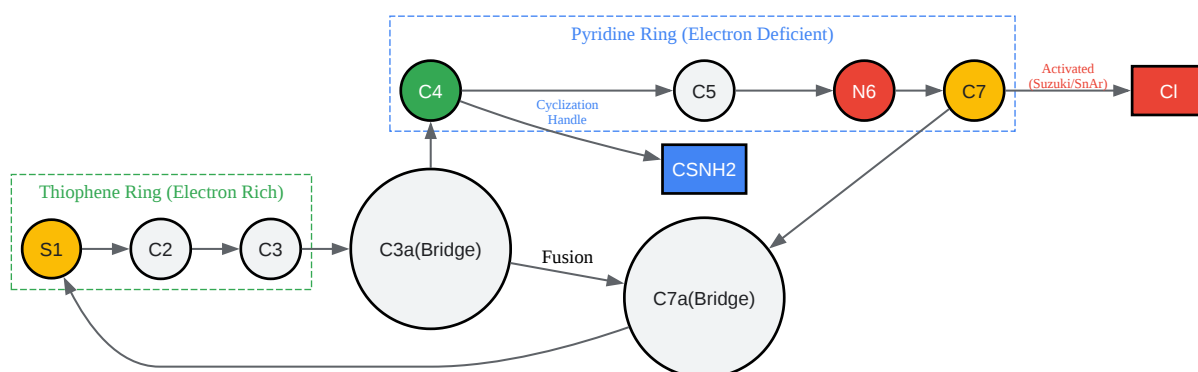 Pyridine Ring (Electron Deficient)
C4
C5
N6
C7
Activated
(Suzuki/SnAr)
Cl
Cyclization
Handle
CSNH2
Thiophene Ring (Electron Rich)
S1
C2
C3
C3a(Bridge)
Fusion
C7a(Bridge)